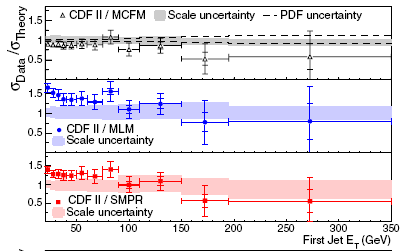 CDF II / MCFM Scale uncertainty PDF uncertainty
1.5
1
0.5
σData / σTheory
CDF II / MLM
Scale uncertainty
1.5
1
0.5
CDF II / SMPR
Scale uncertainty
1.5
1
0.5
50 100 150 200 250 300 350
First Jet ET (GeV)